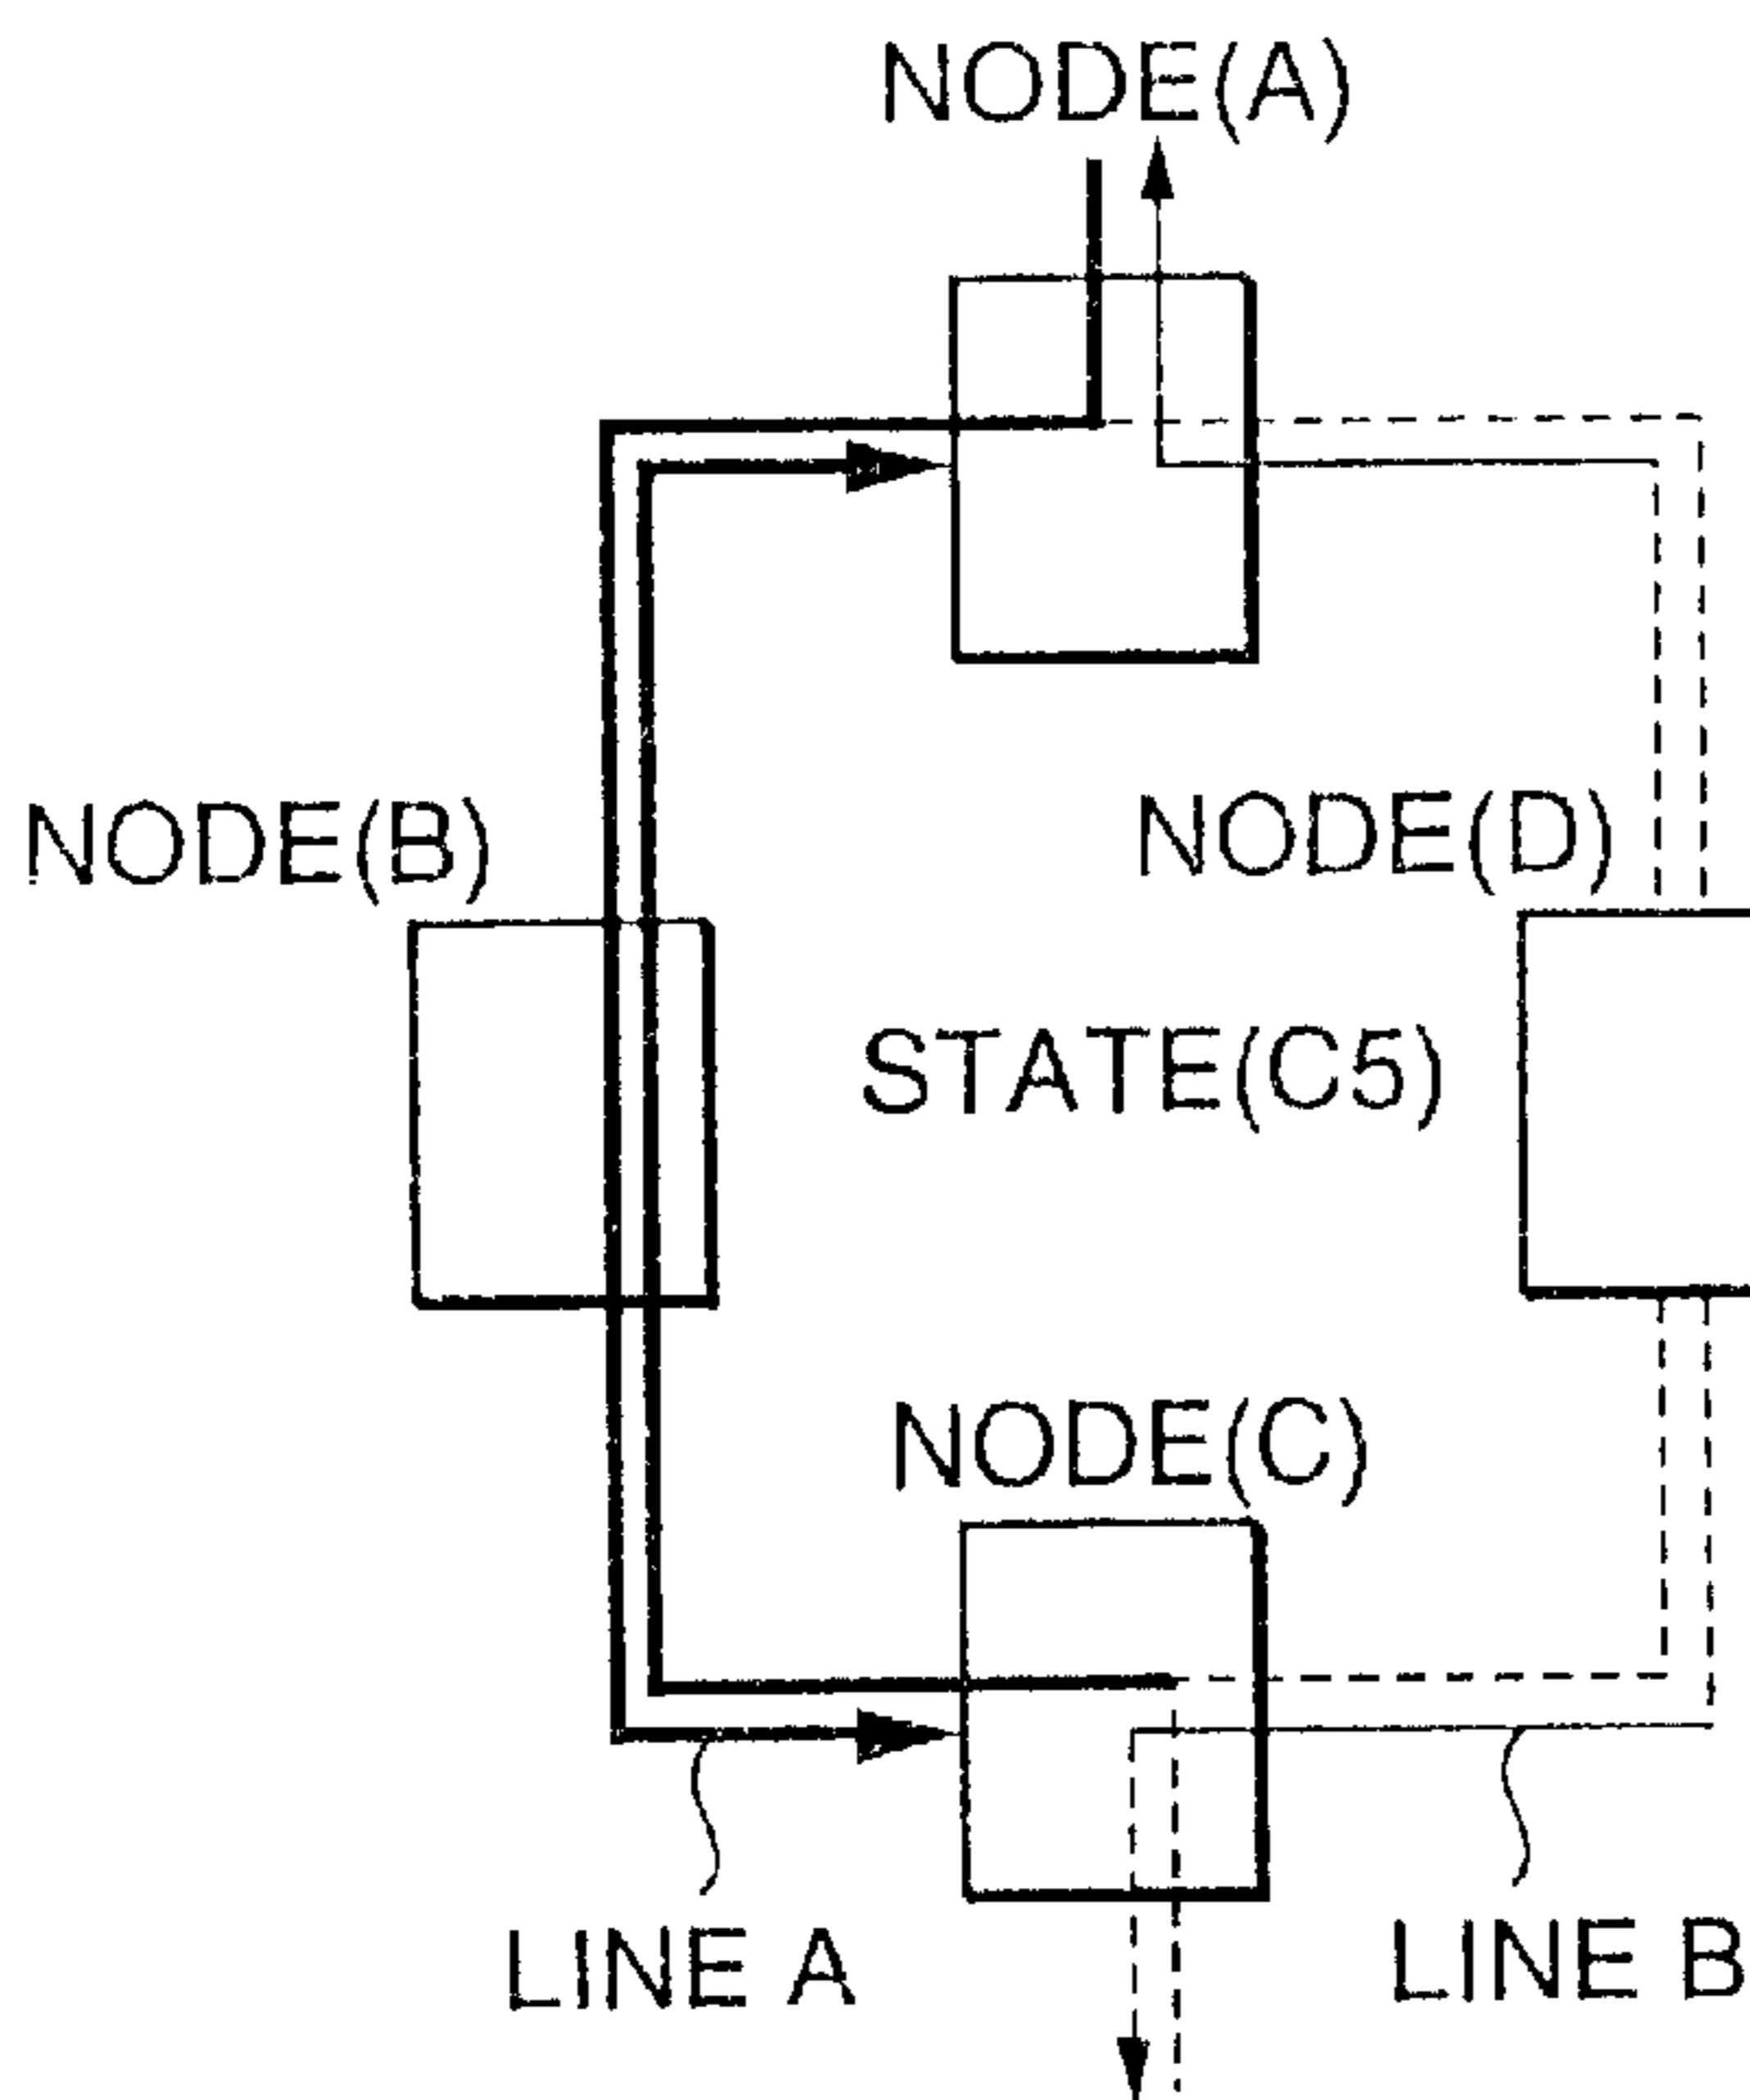 NODE(A)
NODE(B)
NODE(D)
STATE(C5)
NODE(C)
LINE A
LINE B